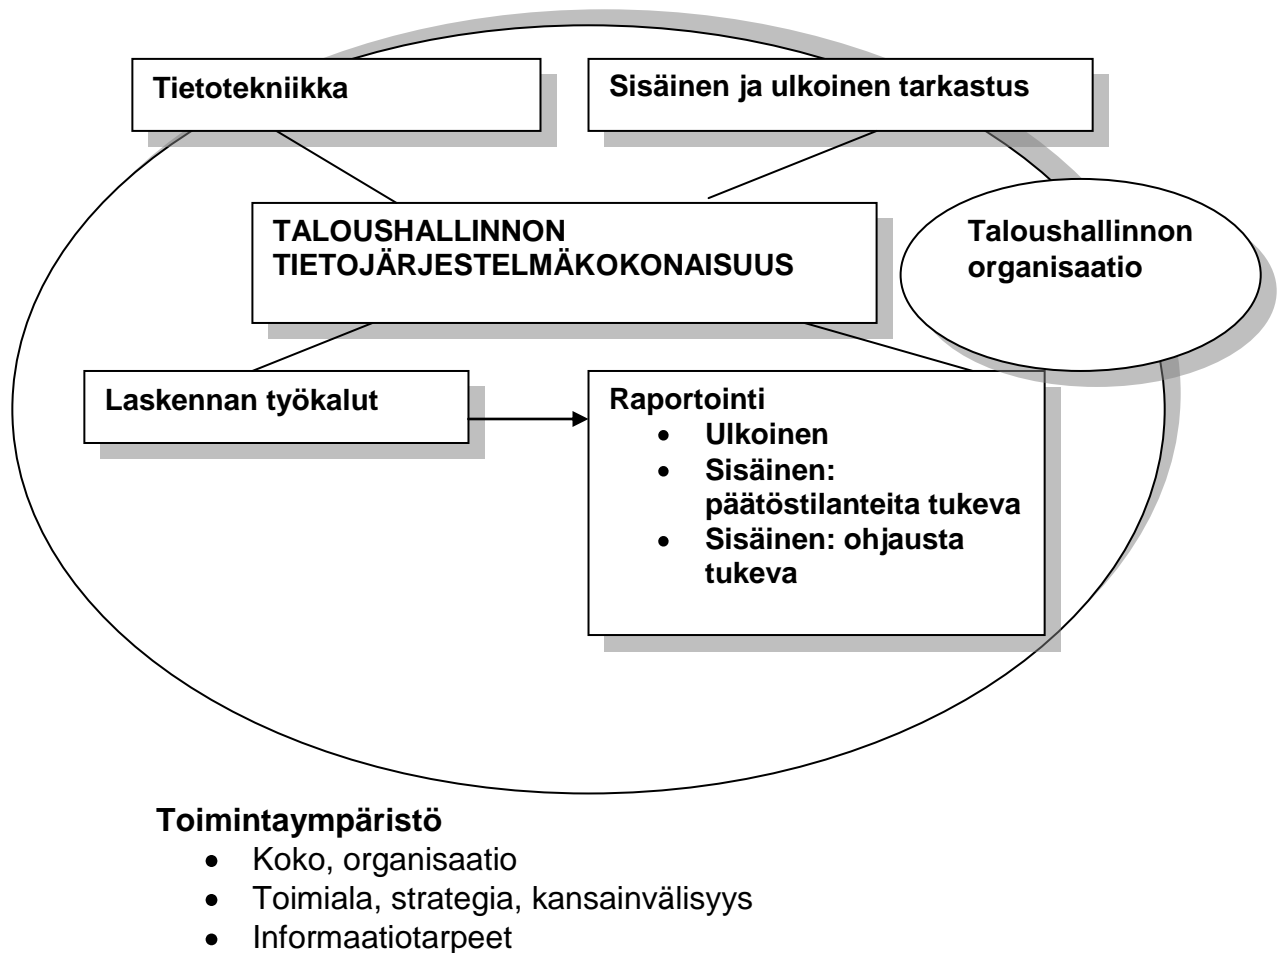 Tietotekniikka
Sisäinen ja ulkoinen tarkastus
TALOUSHALLINNON
TIETOJÄRJESTELMÄKOKONAISUUS
Taloushallinnon
organisaatio
Laskennan työkalut
Raportointi
• Ulkoinen
• Sisäinen:
päätöstilanteita tukeva
• Sisäinen: ohjausta
tukeva
Toimintaympäristö
• Koko, organisaatio
• Toimiala, strategia, kansainvälisyys
• Informaatiotarpeet